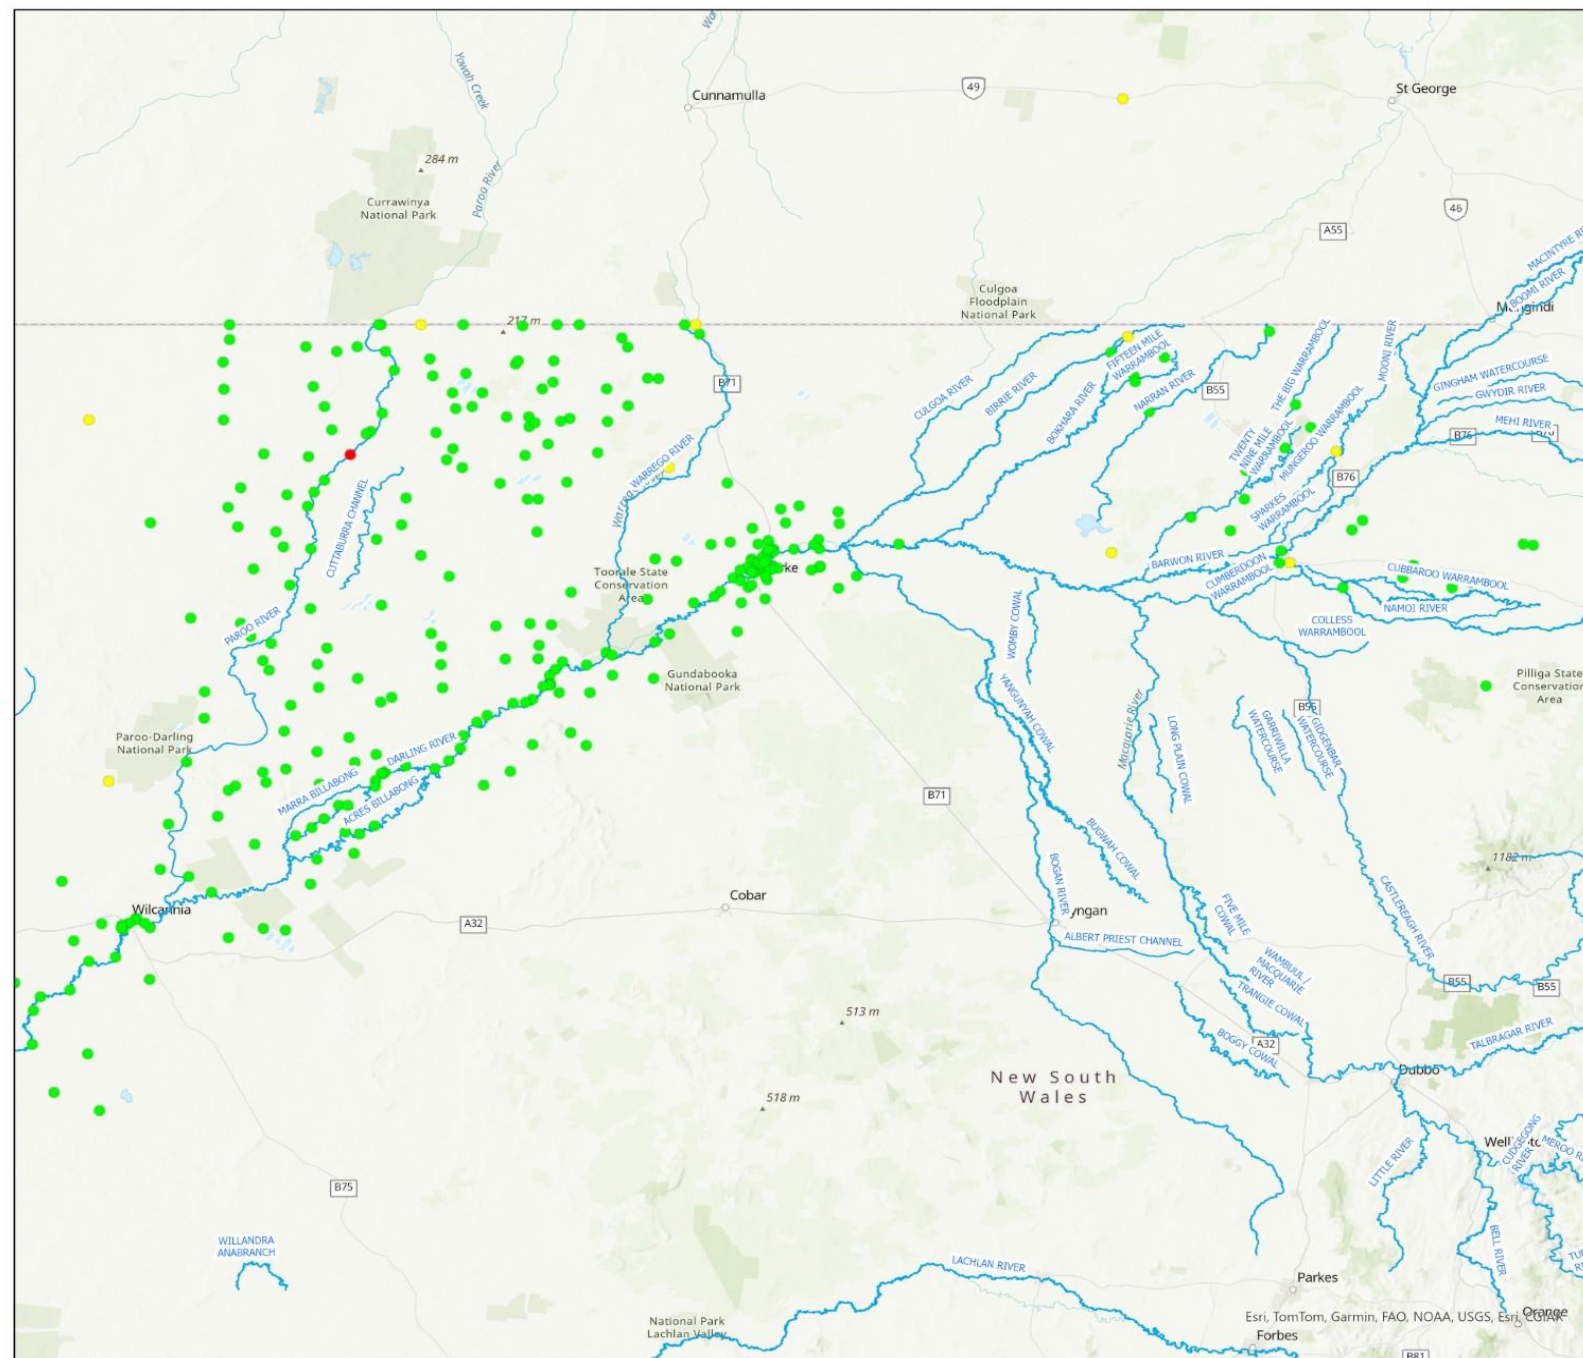 Yowah Creek
Cunnamulla
49
St George
284 m
Paroo River
Currawinya
National Park
46
A55
Culgoa
Floodplain
National Park
MACINTYRE
BOOMI RIVER
217 m
FIFTEEN MILE
WARRAMBOOL
THE BIG WARRAMBOOL
MOONI RIVER
B71
CULGOA RIVER
BIRRIE RIVER
BOKHARA RIVER
NARRAN RIVER
B55
GINGHAM WATERCOURSE
GWYDIR RIVER
MEHI RIVER
B76
TWENTY
NINE MILE
WARRAMBOOL
MUNGEROO WARRAMBOOL
WARREGO RIVER
B76
CUTTABURRA CHANNEL
SPARKES
WARRAMBOOL
BARWON RIVER
CUMBERDOON
WARRAMBOOL
CUBBAROO WARRAMBOOL
NAMOI RIVER
COLLESS
WARRAMBOOL
Toorale State
Conservation
Area
PAROO RIVER
WOMBY COWAL
Gundabooka
National Park
Pilliga State
Conservation
Area
YANGUNYAH COWAL
Macquarie River
LONG PLAIN COWAL
GARRIWILLA
WATERCOURSE
B55
GIDGENBAR
WATERCOURSE
Paroo-Darling
National Park
DARLING RIVER
MARRA BILLABONG
ACRES BILLABONG
B71
BUGWAH COWAL
BOGAN RIVER
1182 m
CASTLEREAGH RIVER
Cobar
Wilcannia
A32
yngan
FIVE MILE
COWAL
ALBERT PRIEST CHANNEL
WAMBUUL /
MACQUARIE
RIVER
TRANGIE COWAL
B55
B55
513 m
BOGGY COWAL
A32
TALBRAGAR RIVER
New South
Wales
Dubbo
518 m
LITTLE RIVER
CUDGEGONG
RIVER
BELL RIVER
B75
WILLANDRA
ANABRANCH
LACHLAN RIVER
Parkes
National Park
Lachlan Valley
Esri, TomTom, Garmin, FAO, NOAA, USGS, Esri, CGIAR
Orange
Forbes
B81